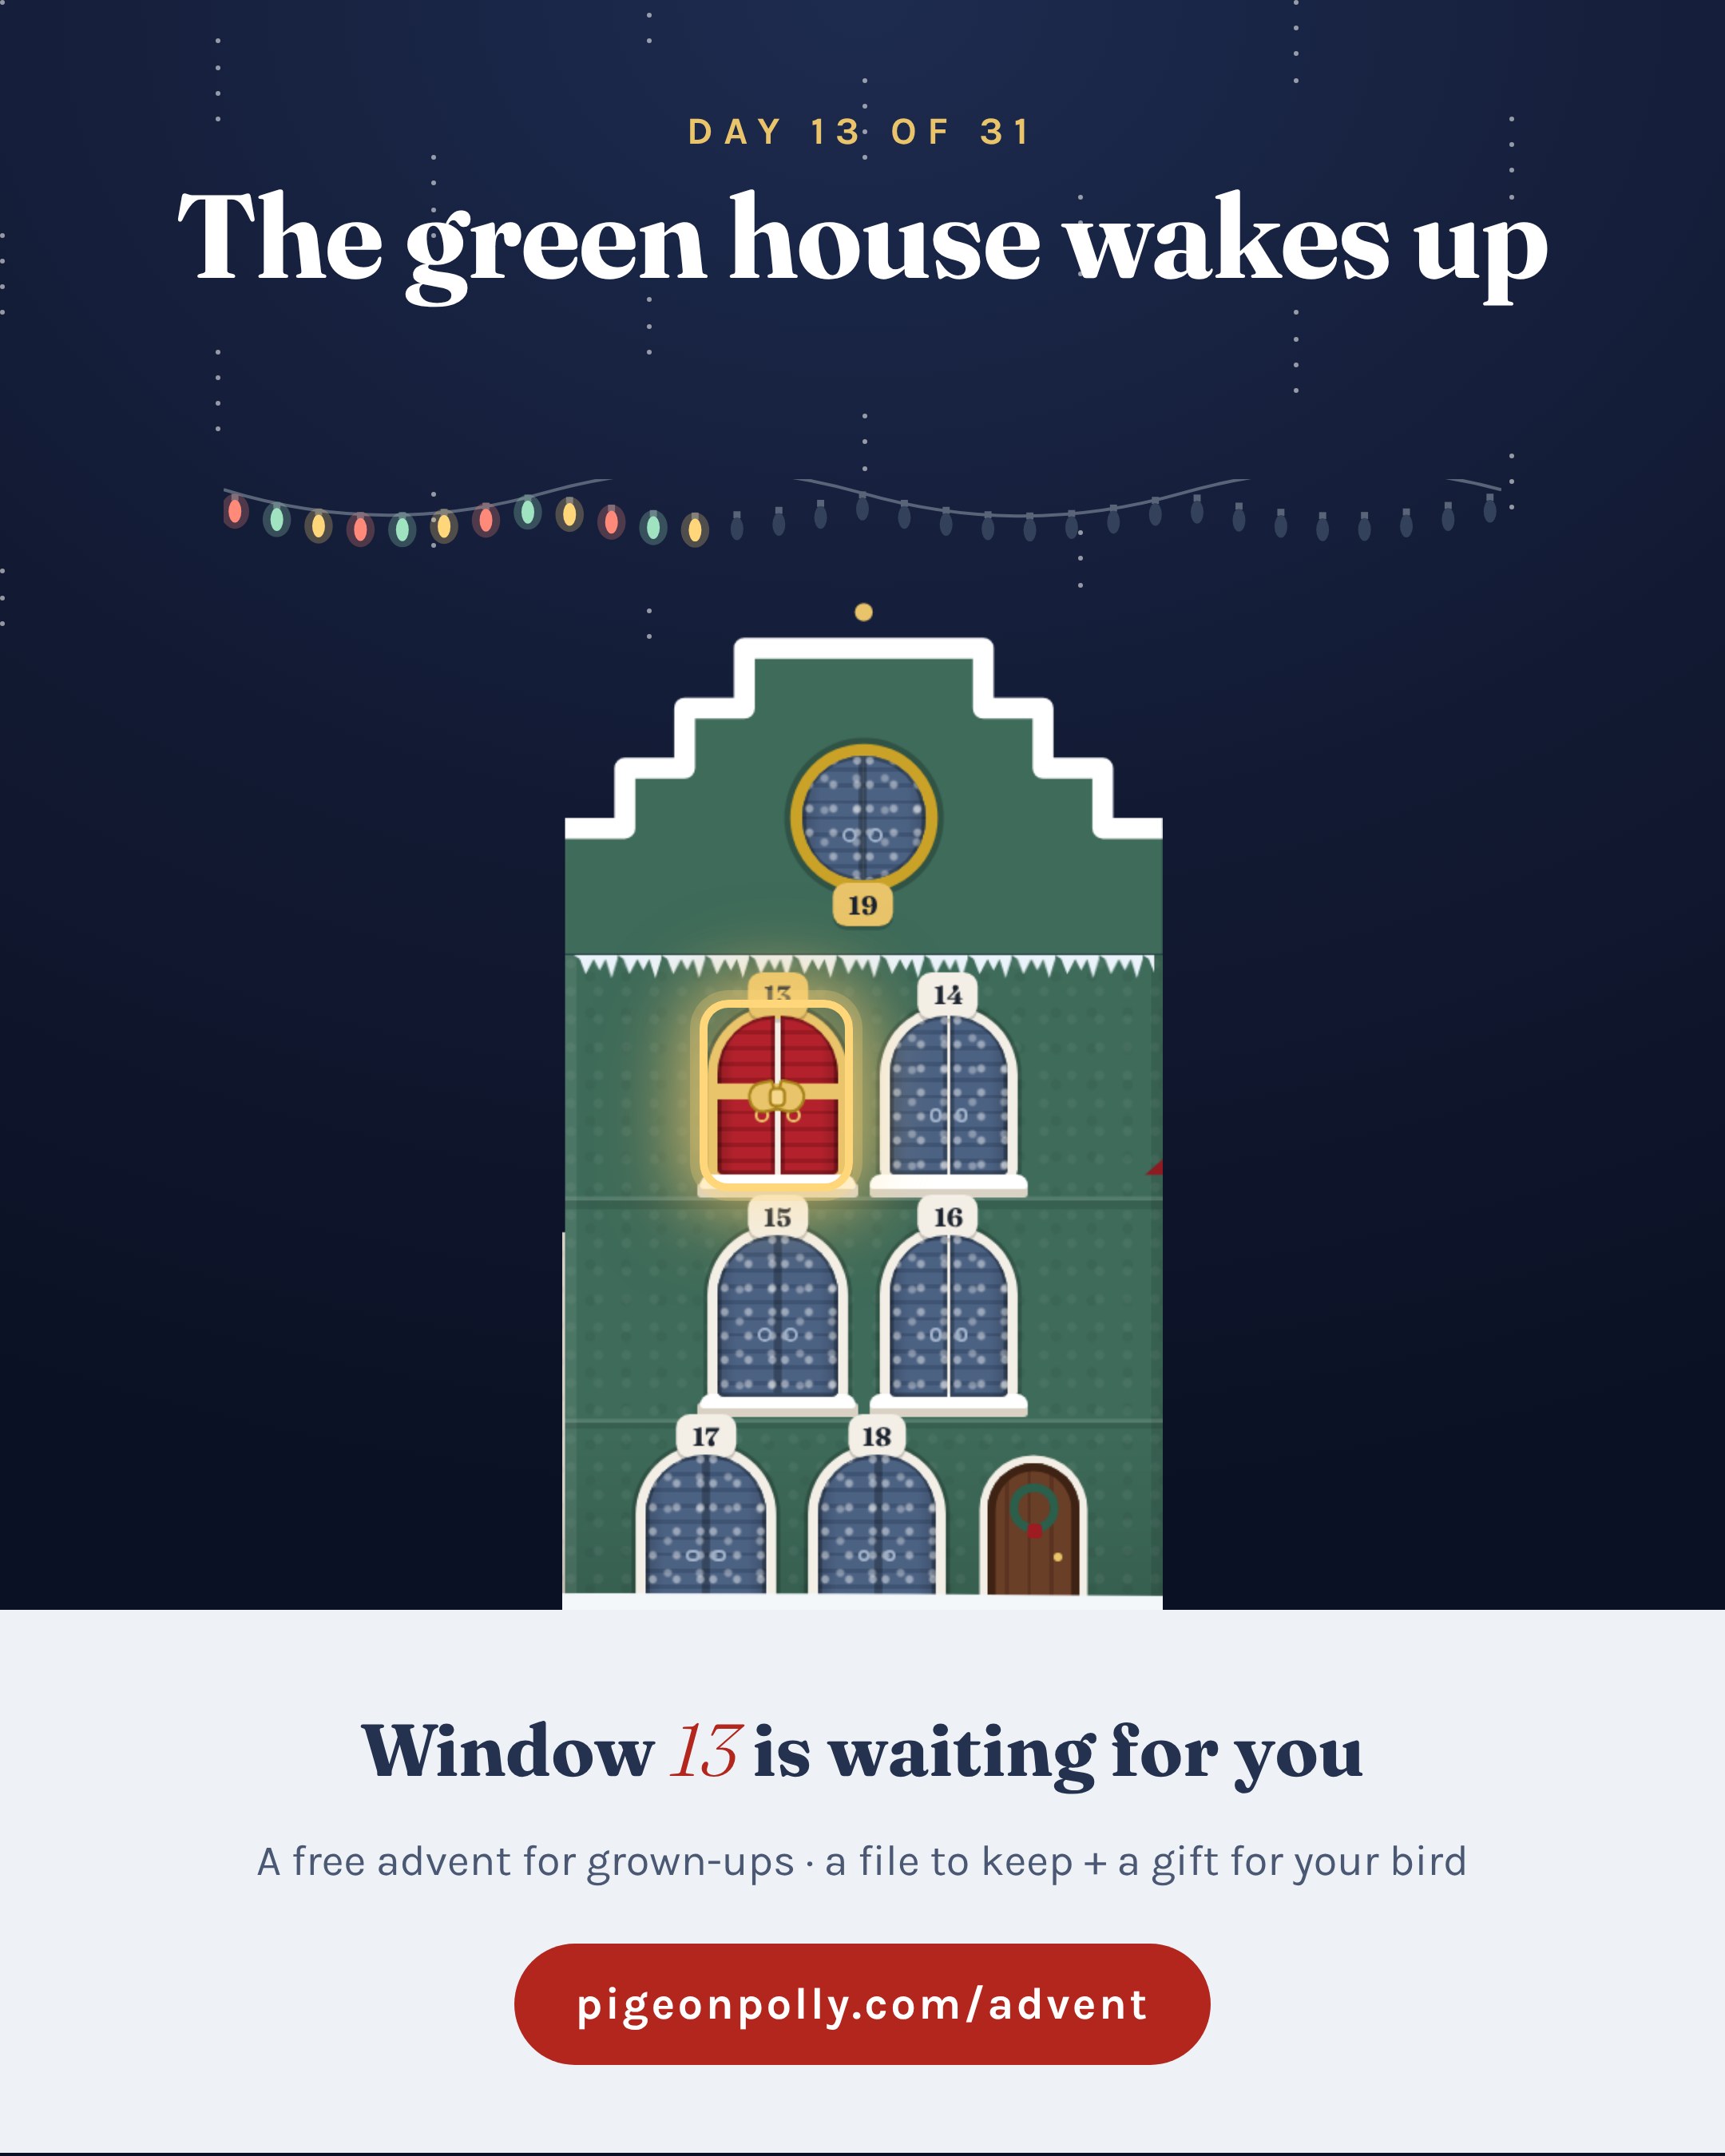 DAY 13 OF 31
The green house wakes up
19
13
14
15
16
17
18
Window 13 is waiting for you
A free advent for grown-ups · a file to keep + a gift for your bird
pigeonpolly.com/advent